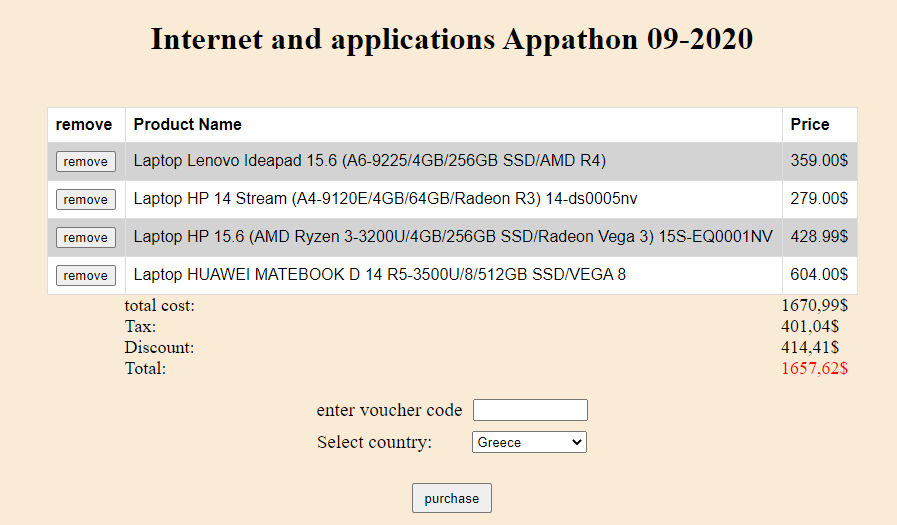 Internet and applications Appathon 09-2020
remove Product Name Price
remove Laptop Lenovo Ideapad 15.6 (A6-9225/4GB/256GB SSD/AMD R4) 359.00$
remove Laptop HP 14 Stream (A4-9120E/4GB/64GB/Radeon R3) 14-ds0005nv 279.00$
remove Laptop HP 15.6 (AMD Ryzen 3-3200U/4GB/256GB SSD/Radeon Vega 3) 15S-EQ0001NV 428.99$
remove Laptop HUAWEI MATEBOOK D 14 R5-3500U/8/512GB SSD/VEGA 8 604.00$
total cost: 1670,99$
Tax: 401,04$
Discount: 414,41$
Total: 1657,62$
enter voucher code
Select country: Greece
purchase